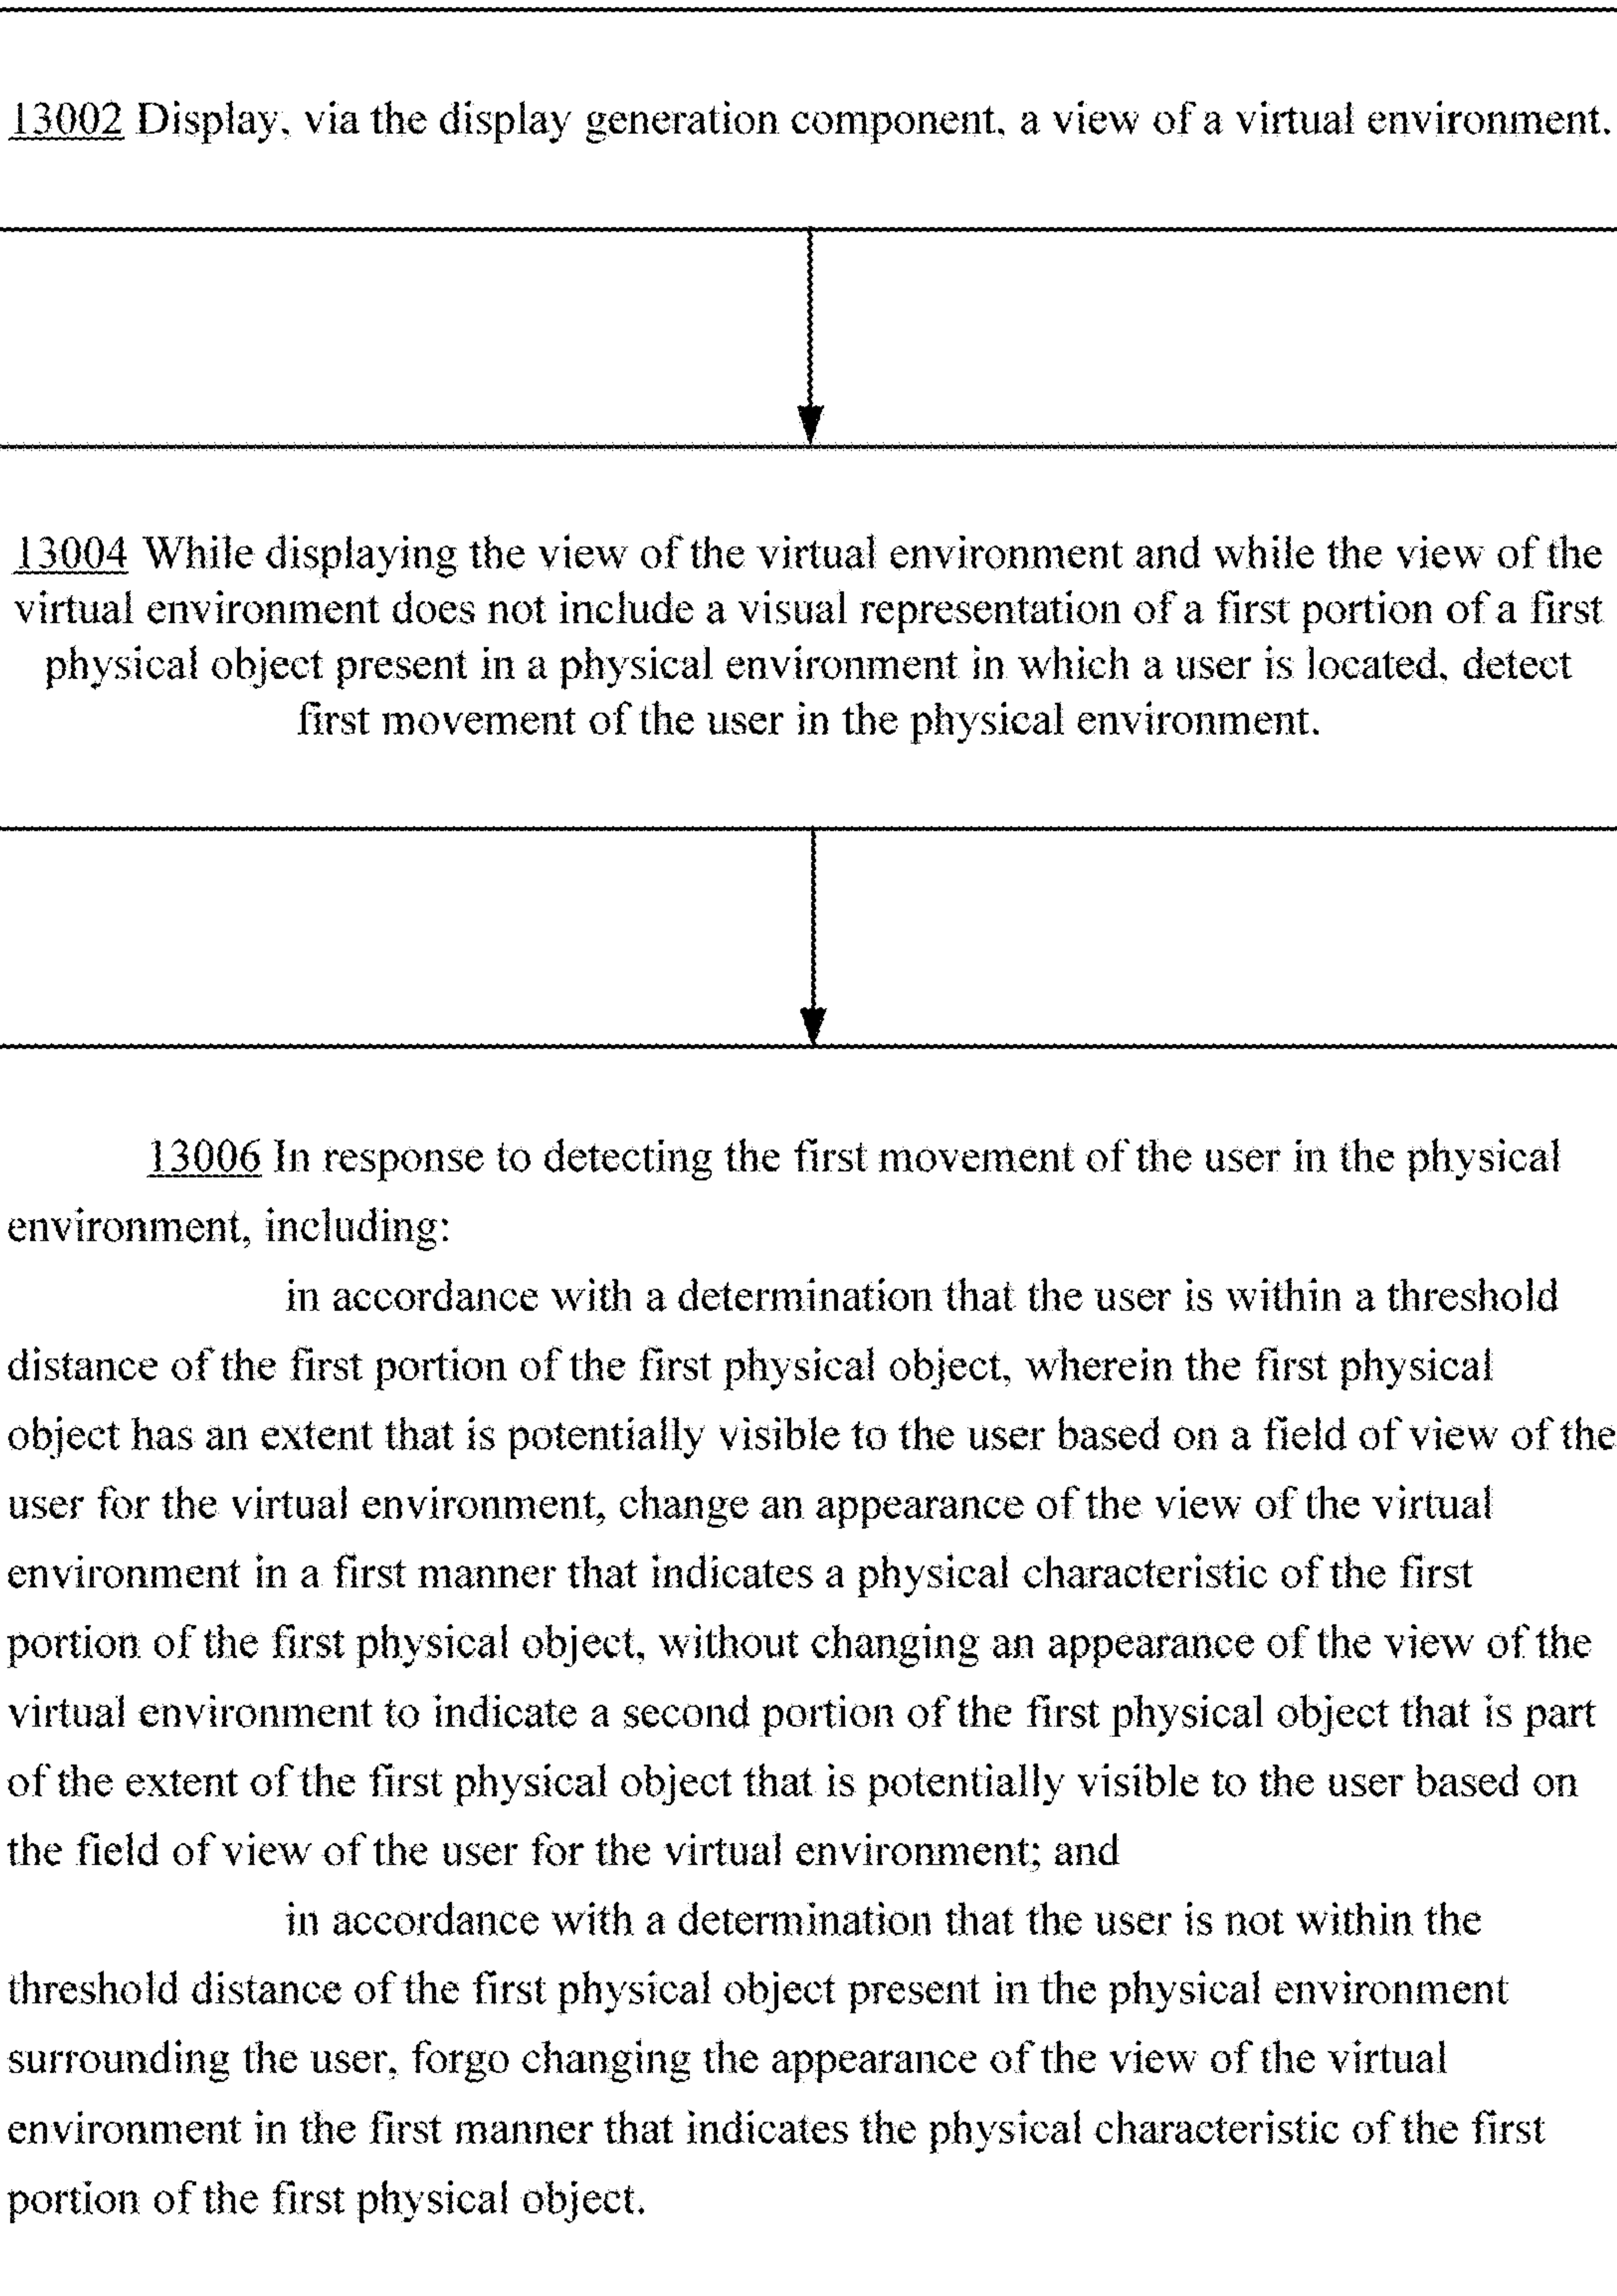 13002 Display, via the display generation component, a view of a virtual environment.
13004 While displaying the view of the virtual environment and while the view of the
virtual environment does not include a visual representation of a first portion of a first
physical object present in a physical environment in which a user is located, detect
first movement of the user in the physical environment.
13006 In response to detecting the first movement of the user in the physical
environment, including:
in accordance with a determination that the user is within a threshold
distance of the first portion of the first physical object, wherein the first physical
object has an extent that is potentially visible to the user based on a field of view of the
user for the virtual environment, change an appearance of the view of the virtual
environment in a first manner that indicates a physical characteristic of the first
portion of the first physical object, without changing an appearance of the view of the
virtual environment to indicate a second portion of the first physical object that is part
of the extent of the first physical object that is potentially visible to the user based on
the field of view of the user for the virtual environment; and
in accordance with a determination that the user is not within the
threshold distance of the first physical object present in the physical environment
surrounding the user, forgo changing the appearance of the view of the virtual
environment in the first manner that indicates the physical characteristic of the first
portion of the first physical object.